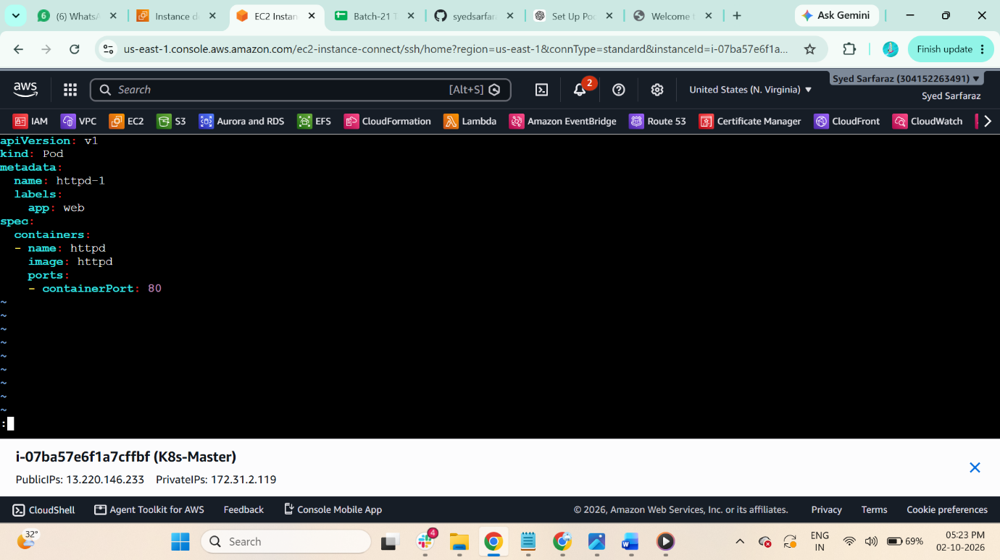 (6) WhatsA
Instance d
EC2 Instan
Batch-21 T
syedsarfar
Set Up Poc
Welcome t
Ask Gemini
us-east-1.console.aws.amazon.com/ec2-instance-connect/ssh/home?region=us-east-1&connType=standard&instanceId=i-07ba57e6f1a...
Finish update
aws
Search
[Alt+S]
2
United States (N. Virginia)
Syed Sarfaraz (304152263491)
Syed Sarfaraz
IAM
VPC
EC2
S3
Aurora and RDS
EFS
CloudFormation
Lambda
Amazon EventBridge
Route 53
Certificate Manager
CloudFront
CloudWatch
apiVersion: v1
kind: Pod
metadata:
  name: httpd-1
  labels:
    app: web
spec:
  containers:
  - name: httpd
    image: httpd
    ports:
    - containerPort: 80
~
~
~
~
~
~
~
~
~
:
i-07ba57e6f1a7cffbf (K8s-Master)
PublicIPs: 13.220.146.233 PrivateIPs: 172.31.2.119
CloudShell
Agent Toolkit for AWS
Feedback
Console Mobile App
© 2026, Amazon Web Services, Inc. or its affiliates.
Privacy
Terms
Cookie preferences
32°
Search
4
ENG
IN
69%
05:23 PM
02-10-2026